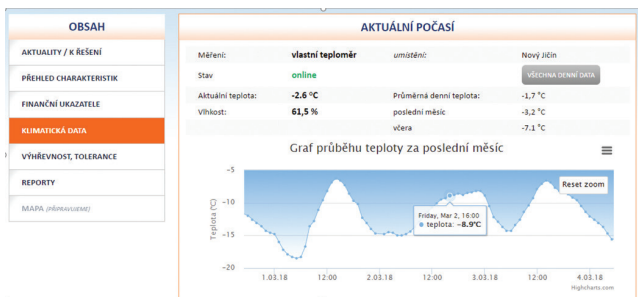 OBSAH
AKTUALITY / K ŘEŠENÍ
PŘEHLED CHARAKTERISTIK
FINANČNÍ UKAZATELE
KLIMATICKÁ DATA
VÝHŘEVNOST, TOLERANCE
REPORTY
MAPA (PŘIPRAVUJEME)
AKTUÁLNÍ POČASÍ
Měření: vlastní teploměr umístění: Nový Jičín
Stav online VŠECHNA DENNÍ DATA
Aktuální teplota: -2.6 °C Průměrná denní teplota: -1,7 °C
Vlhkost: 61,5 % poslední měsíc -3,2 °C
včera -7.1 °C
Graf průběhu teploty za poslední měsíc
Reset zoom
Teplota (°C)
-5
-10
-15
-20
Friday, Mar 2, 16:00
teplota: -8.9°C
1.03.18 12:00 2.03.18 12:00 3.03.18 12:00 4.03.18
Highcharts.com